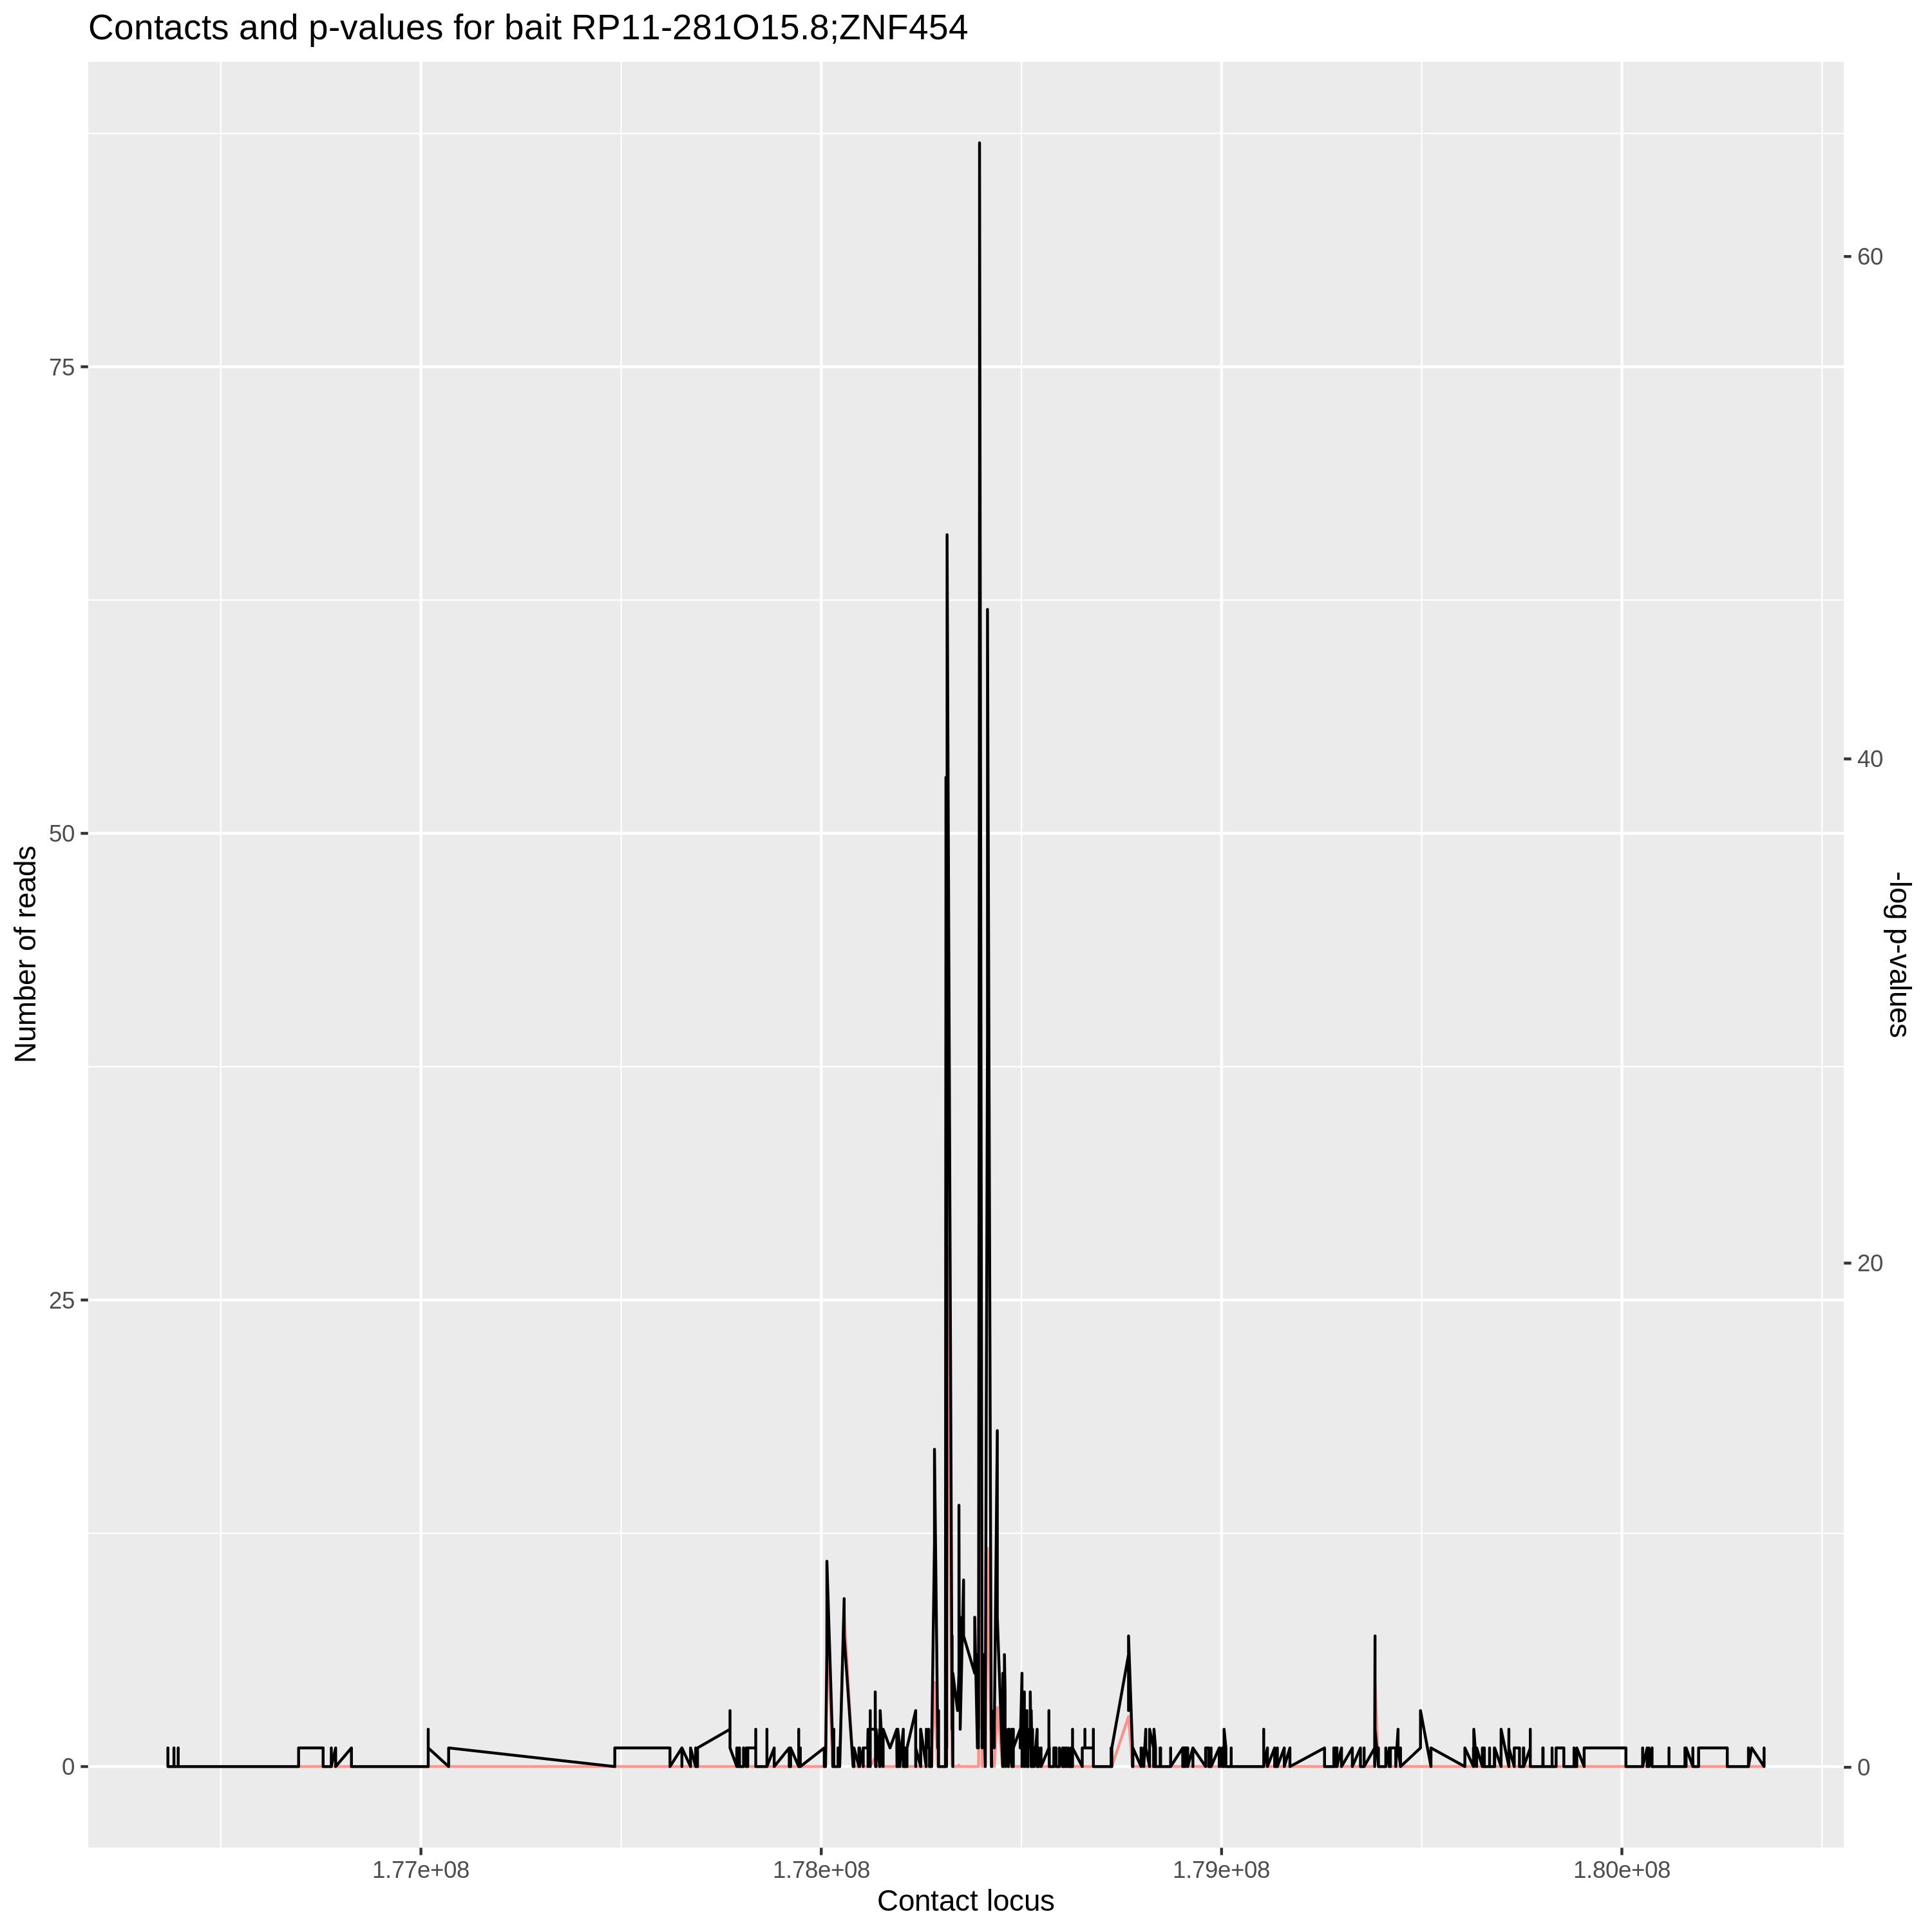 Contacts and p-values for bait RP11-281O15.8;ZNF454
75
50
25
0
60
40
20
0
Number of reads
-log p-values
1.77e+08 1.78e+08 1.79e+08 1.80e+08
Contact locus